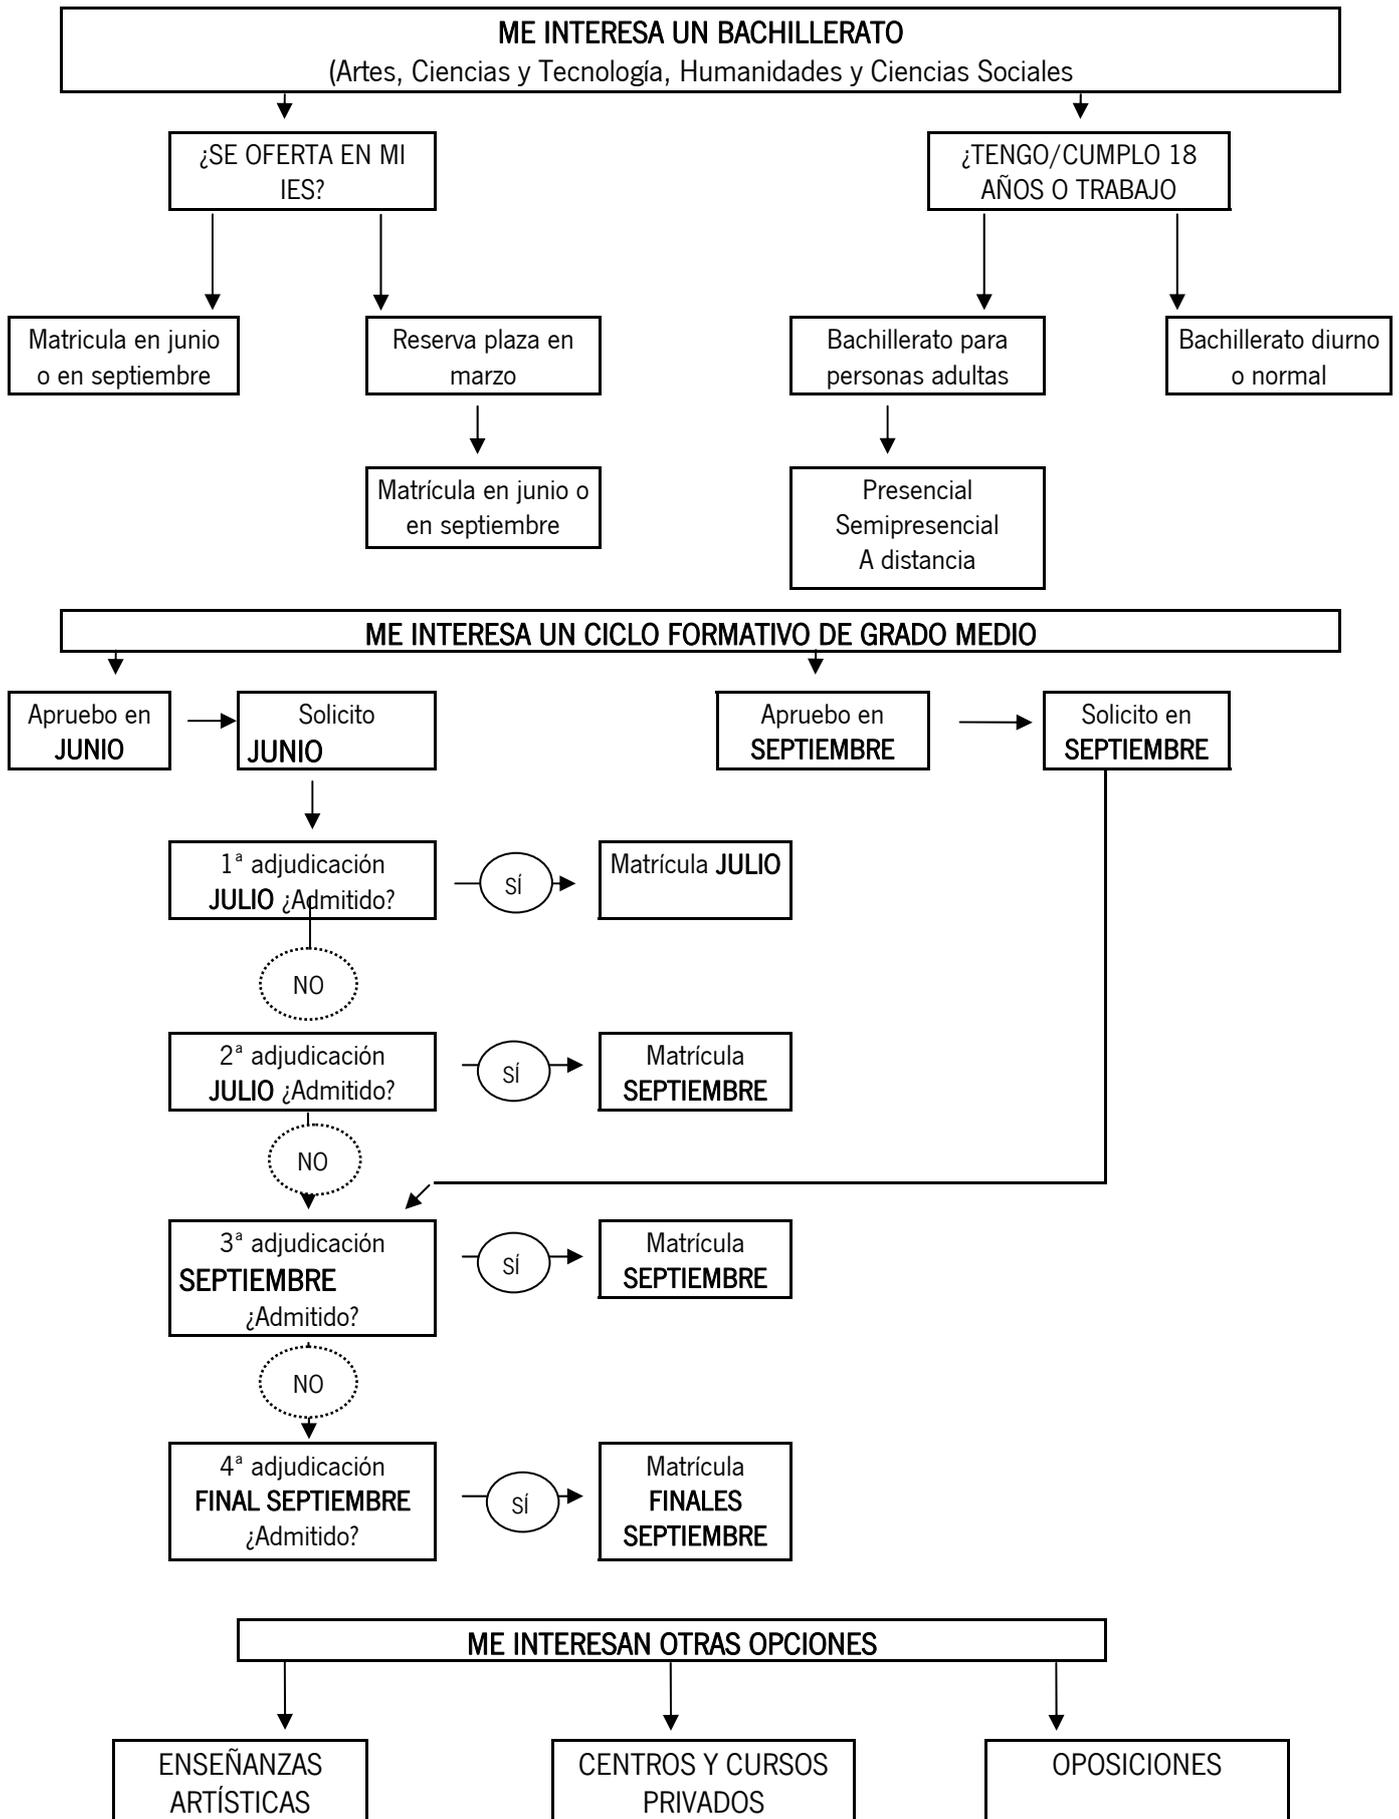 ME INTERESA UN BACHILLERATO
(Artes, Ciencias y Tecnología, Humanidades y Ciencias Sociales
¿SE OFERTA EN MI
IES?
¿TENGO/CUMPLO 18
AÑOS O TRABAJO
Matricula en junio
o en septiembre
Reserva plaza en
marzo
Bachillerato para
personas adultas
Bachillerato diurno
o normal
Matrícula en junio o
en septiembre
Presencial
Semipresencial
A distancia
ME INTERESA UN CICLO FORMATIVO DE GRADO MEDIO
Apruebo en
JUNIO
Solicito
JUNIO
Apruebo en
SEPTIEMBRE
Solicito en
SEPTIEMBRE
1ª adjudicación
JULIO ¿Admitido?
SÍ
Matrícula JULIO
NO
2ª adjudicación
JULIO ¿Admitido?
SÍ
Matrícula
SEPTIEMBRE
NO
3ª adjudicación
SEPTIEMBRE
¿Admitido?
SÍ
Matrícula
SEPTIEMBRE
NO
4ª adjudicación
FINAL SEPTIEMBRE
¿Admitido?
SÍ
Matrícula
FINALES
SEPTIEMBRE
ME INTERESAN OTRAS OPCIONES
ENSEÑANZAS
ARTÍSTICAS
CENTROS Y CURSOS
PRIVADOS
OPOSICIONES